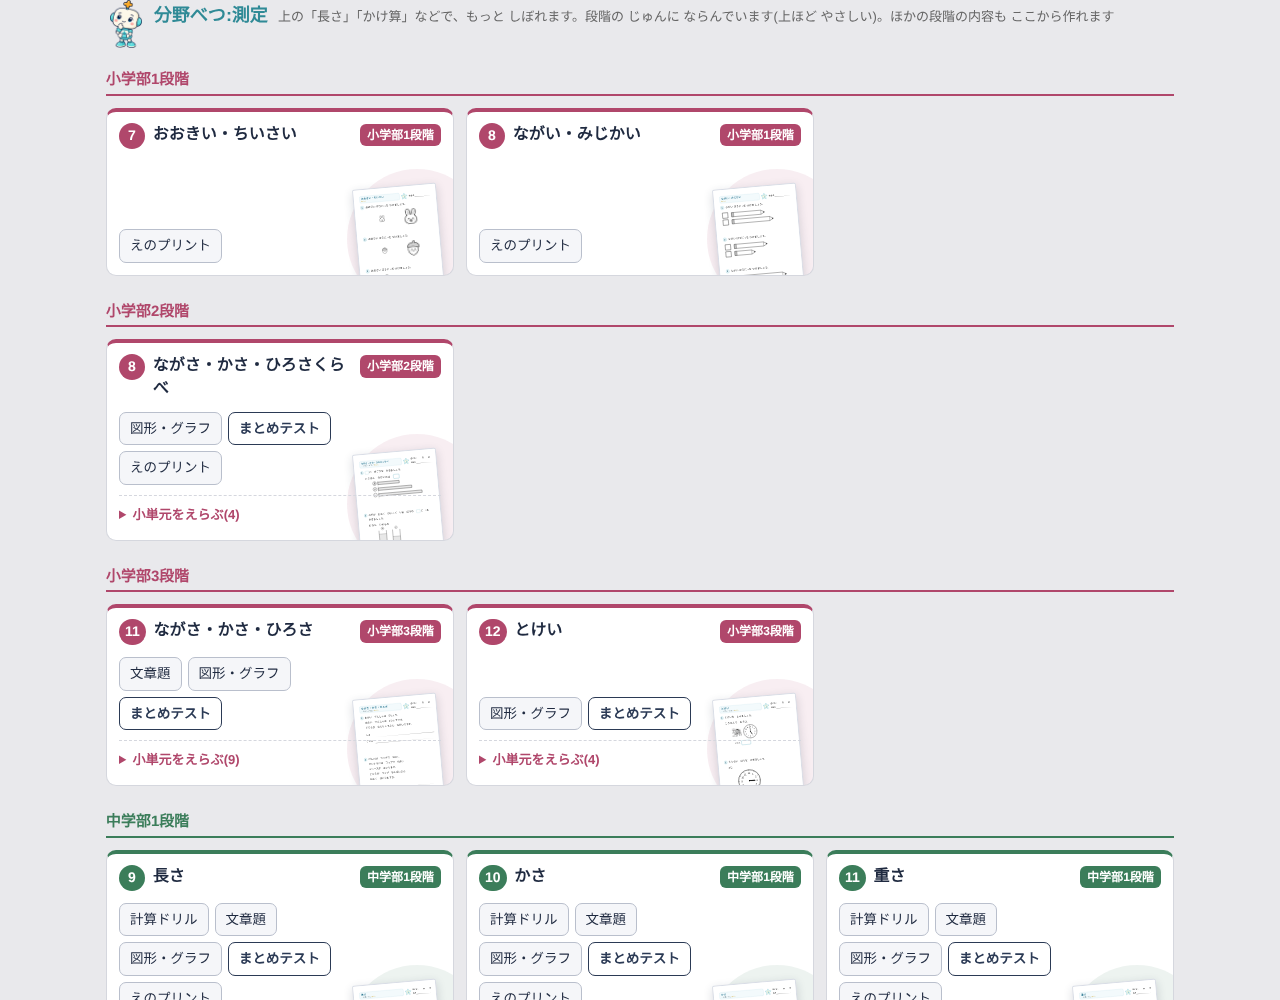 分野べつ:測定 上の「長さ」「かけ算」などで、もっと しぼれます。段階の じゅんに ならんでいます(上ほど やさしい)。ほかの段階の内容も ここから作れます
小学部1段階
7 おおきい・ちいさい 小学部1段階
えのプリント
8 ながい・みじかい 小学部1段階
えのプリント
小学部2段階
8 ながさ・かさ・ひろさくら 小学部2段階
べ
図形・グラフ まとめテスト
えのプリント
▶ 小単元をえらぶ(4)
小学部3段階
11 ながさ・かさ・ひろさ 小学部3段階
文章題 図形・グラフ
まとめテスト
▶ 小単元をえらぶ(9)
12 とけい 小学部3段階
図形・グラフ まとめテスト
▶ 小単元をえらぶ(4)
中学部1段階
9 長さ 中学部1段階
計算ドリル 文章題
図形・グラフ まとめテスト
えのプリント
10 かさ 中学部1段階
計算ドリル 文章題
図形・グラフ まとめテスト
えのプリント
11 重さ 中学部1段階
計算ドリル 文章題
図形・グラフ まとめテスト
えのプリント